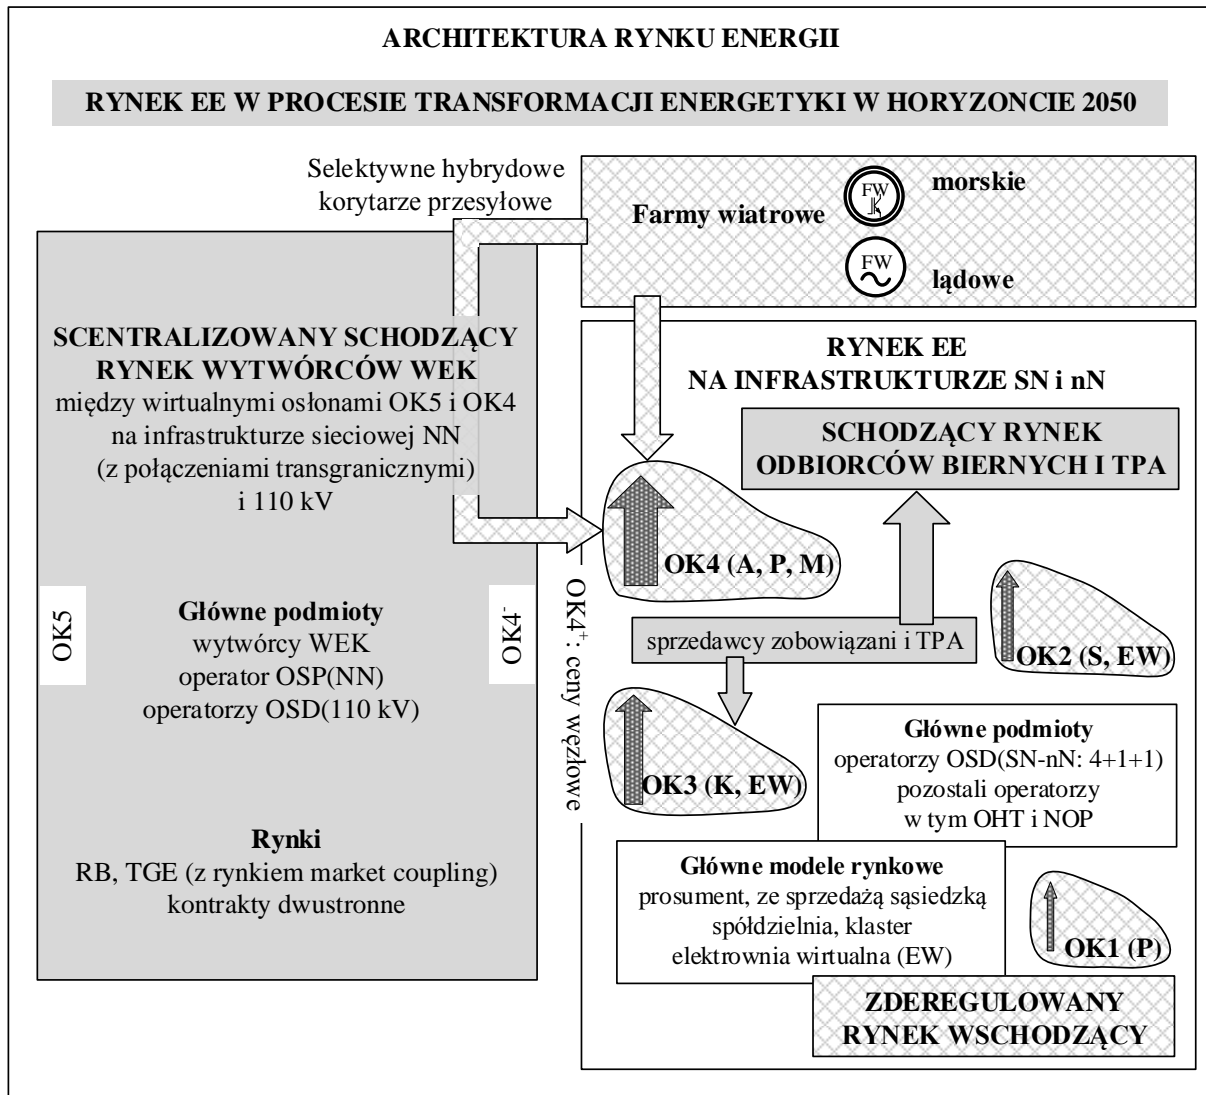 ARCHITEKTURA RYNKU ENERGII
RYNEK EE W PROCESIE TRANSFORMACJI ENERGETYKI W HORYZONCIE 2050
Selektywne hybrydowe
korytarze przesyłowe
Farmy wiatrowe
FW
morskie
FW
lądowe
SCENTRALIZOWANY SCHODZĄCY
RYNEK WYTWÓRCÓW WEK
między wirtualnymi osłonami OK5 i OK4
na infrastrukturze sieciowej NN
(z połączeniami transgranicznymi)
i 110 kV
OK5
Główne podmioty
wytwórcy WEK
operator OSP(NN)
operatorzy OSD(110 kV)
OK4⁻
Rynki
RB, TGE (z rynkiem market coupling)
kontrakty dwustronne
OK4⁺: ceny węzłowe
RYNEK EE
NA INFRASTRUKTURZE SN i nN
SCHODZĄCY RYNEK
ODBIORCÓW BIERNYCH I TPA
OK4 (A, P, M)
sprzedawcy zobowiązani i TPA
OK2 (S, EW)
OK3 (K, EW)
Główne podmioty
operatorzy OSD(SN-nN: 4+1+1)
pozostali operatorzy
w tym OHT i NOP
Główne modele rynkowe
prosument, ze sprzedażą sąsiedzką
spółdzielnia, klaster
elektrownia wirtualna (EW)
OK1 (P)
ZDEREGULOWANY
RYNEK WSCHODZĄCY